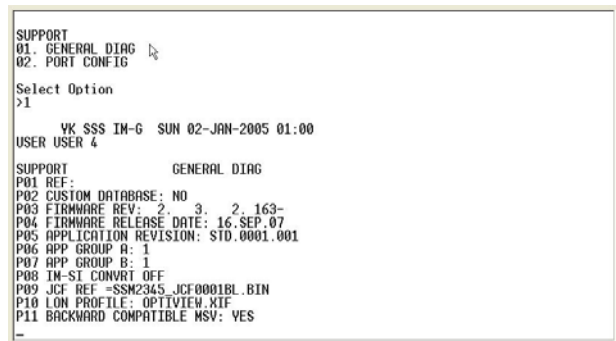 SUPPORT
01. GENERAL DIAG
02. PORT CONFIG
Select Option
>1
YK SSS IM-G SUN 02-JAN-2005 01:00
USER USER 4
SUPPORT GENERAL DIAG
P01 REF:
P02 CUSTOM DATABASE: NO
P03 FIRMWARE REV: 2. 3. 2. 163-
P04 FIRMWARE RELEASE DATE: 16.SEP.07
P05 APPLICATION REVISION: STD.0001.001
P06 APP GROUP A: 1
P07 APP GROUP B: 1
P08 IM-SI CONVRT OFF
P09 JCF REF =SSM2345_JCF0001BL.BIN
P10 LON PROFILE: OPTIVIEW.XIF
P11 BACKWARD COMPATIBLE MSV: YES
_